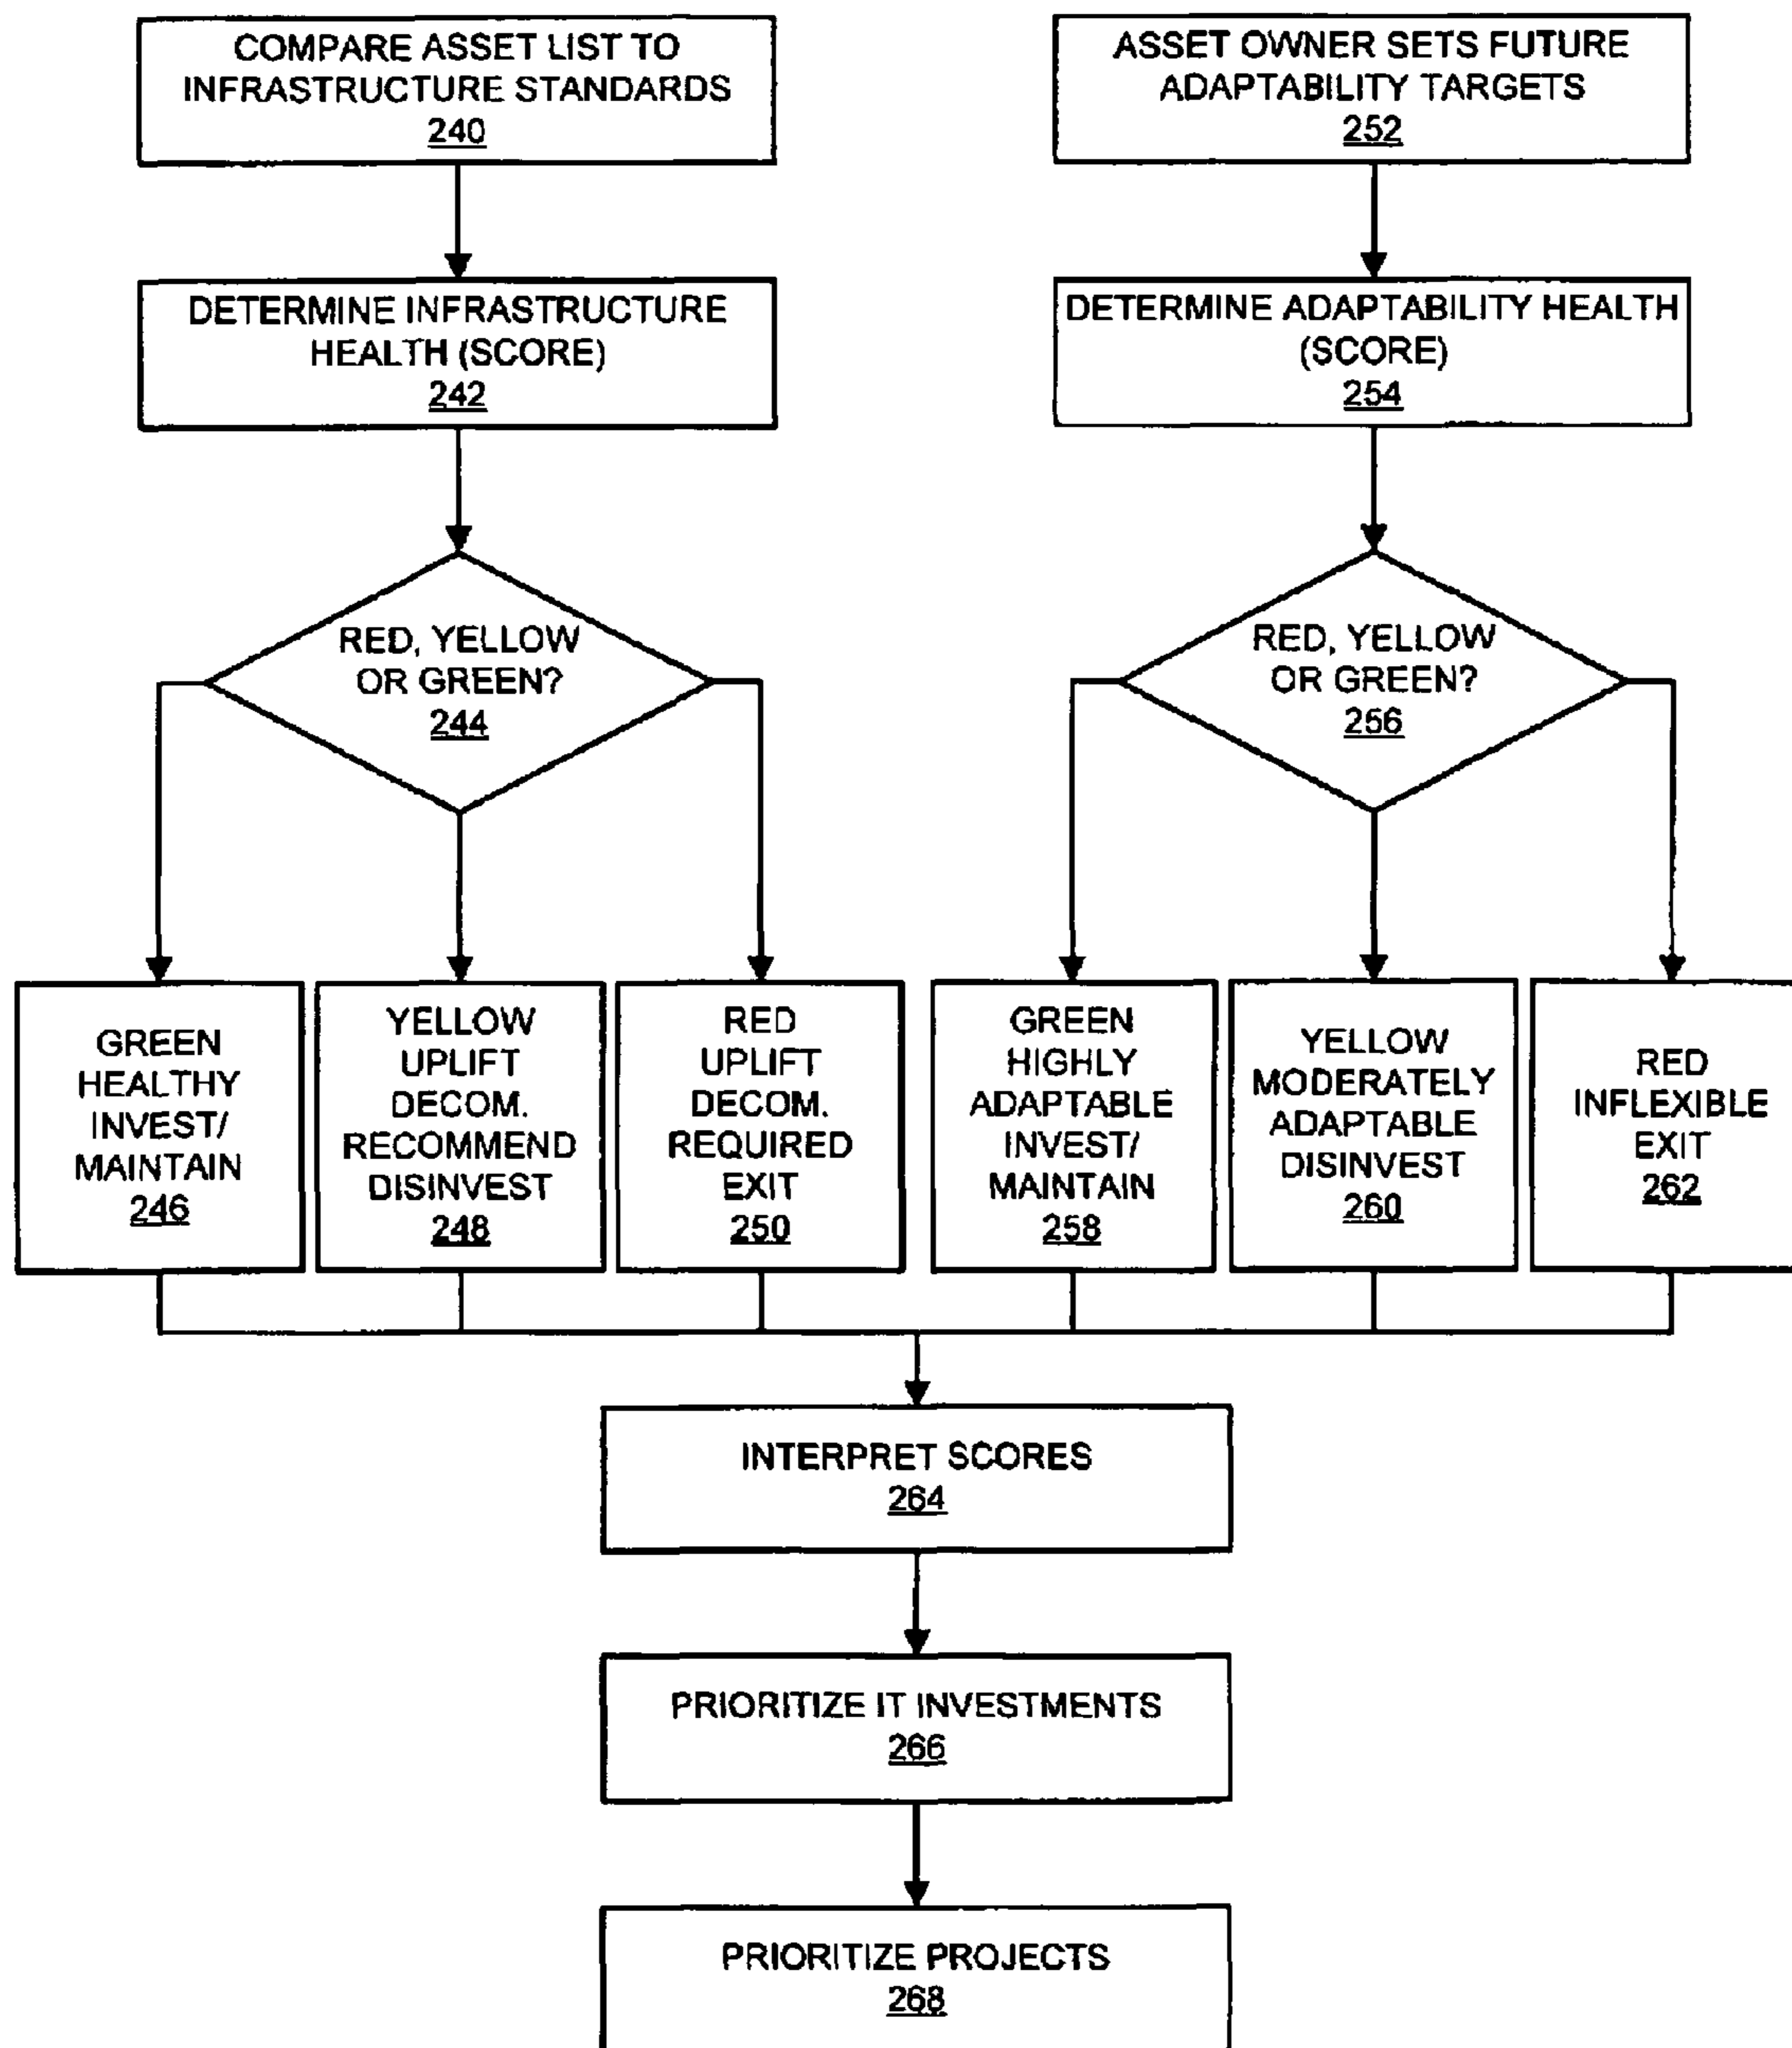 COMPARE ASSET LIST TO
INFRASTRUCTURE STANDARDS
240
ASSET OWNER SETS FUTURE
ADAPTABILITY TARGETS
252
DETERMINE INFRASTRUCTURE
HEALTH (SCORE)
242
DETERMINE ADAPTABILITY HEALTH
(SCORE)
254
RED, YELLOW
OR GREEN?
244
RED, YELLOW
OR GREEN?
256
GREEN
HEALTHY
INVEST/
MAINTAIN
246
YELLOW
UPLIFT
DECOM.
RECOMMEND
DISINVEST
248
RED
UPLIFT
DECOM.
REQUIRED
EXIT
250
GREEN
HIGHLY
ADAPTABLE
INVEST/
MAINTAIN
258
YELLOW
MODERATELY
ADAPTABLE
DISINVEST
260
RED
INFLEXIBLE
EXIT
262
INTERPRET SCORES
264
PRIORITIZE IT INVESTMENTS
266
PRIORITIZE PROJECTS
268